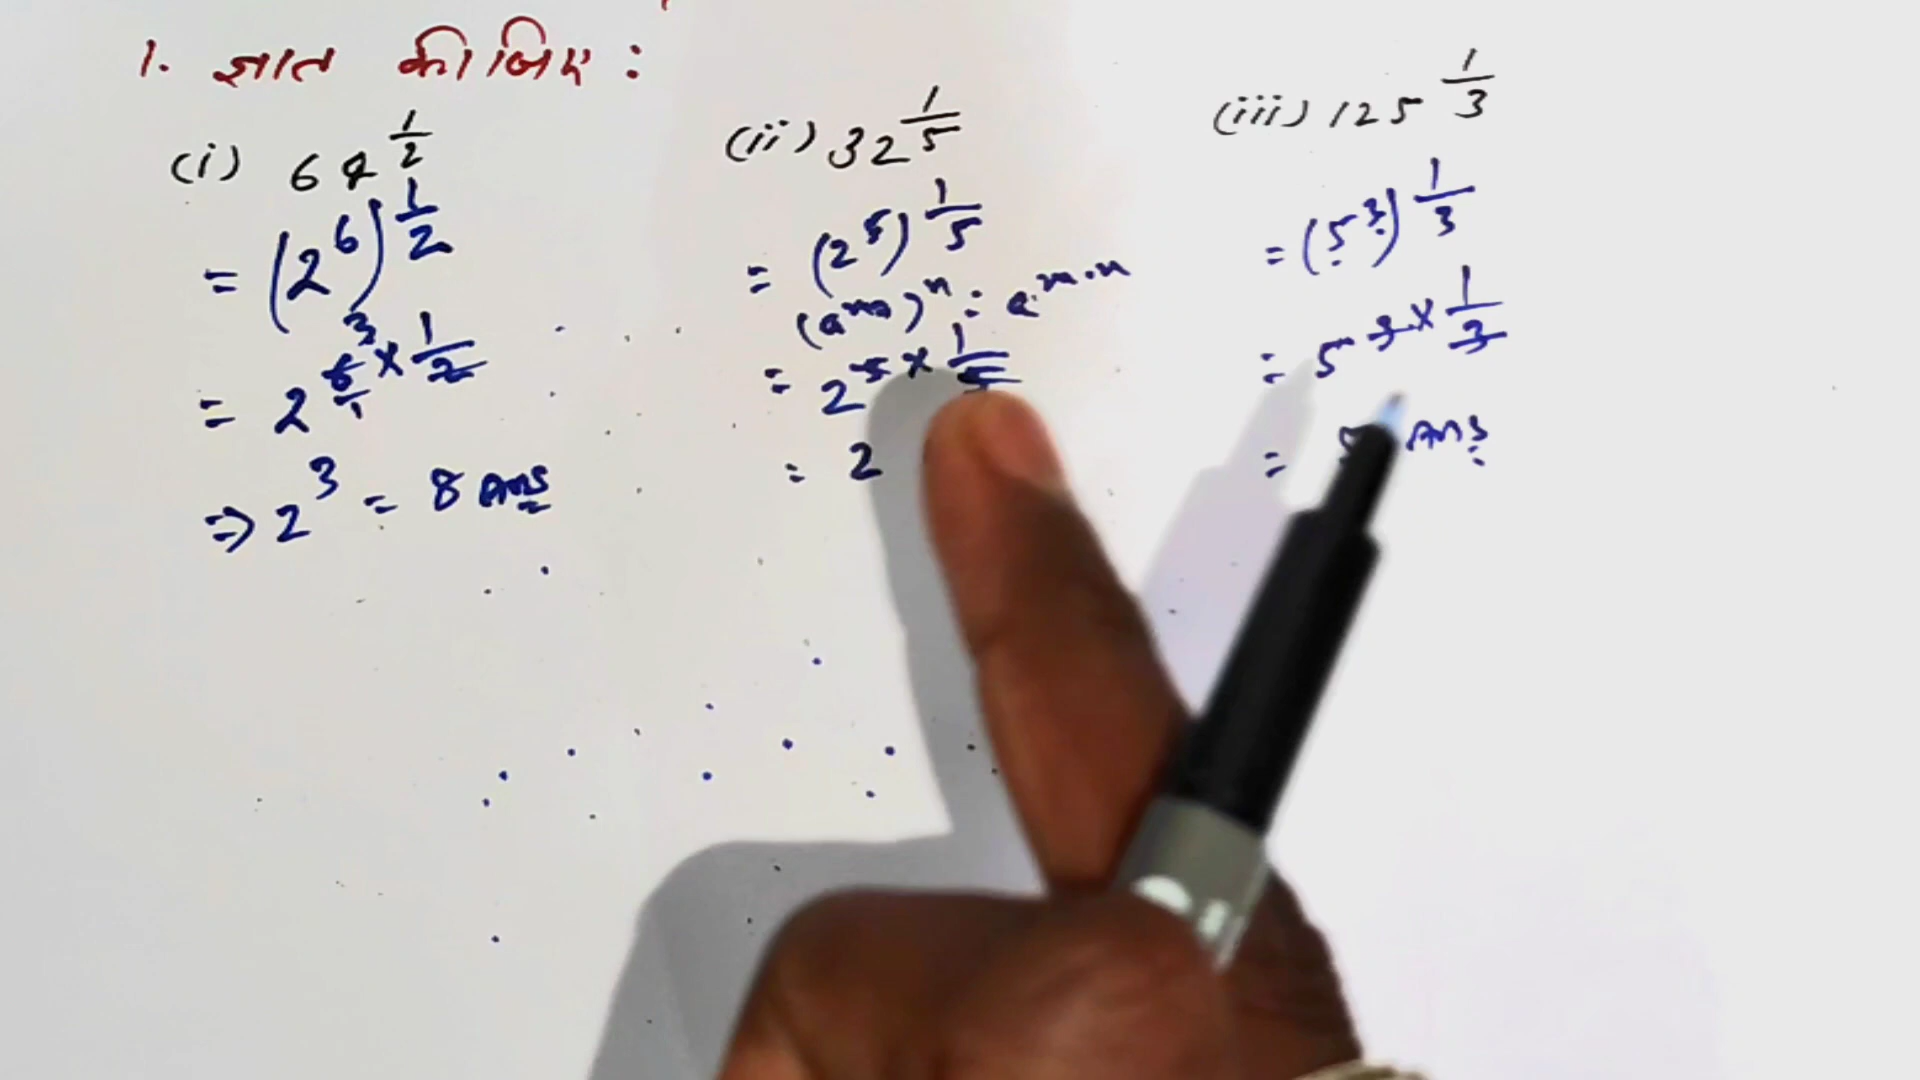 1. ज्ञात कीजिए :
(i) 64^(1/2)
= (2^6)^(1/2)
= 2^(6/1 × 1/2) 3
⇒ 2^3 = 8 Ans
(ii) 32^(1/5)
= (2^5)^(1/5)
(a^m)^n = a^(m·n)
= 2^(5 × 1/5)
= 2
(iii) 125^(1/3)
= (5^3)^(1/3)
= 5^(3 × 1/3)
= Ans